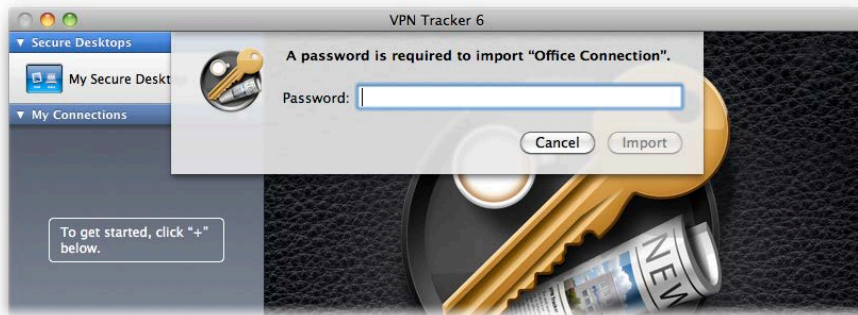 VPN Tracker 6
Secure Desktops
My Secure Deskt
My Connections
To get started, click “+”
below.
A password is required to import “Office Connection”.
Password:
Cancel
Import
NEW